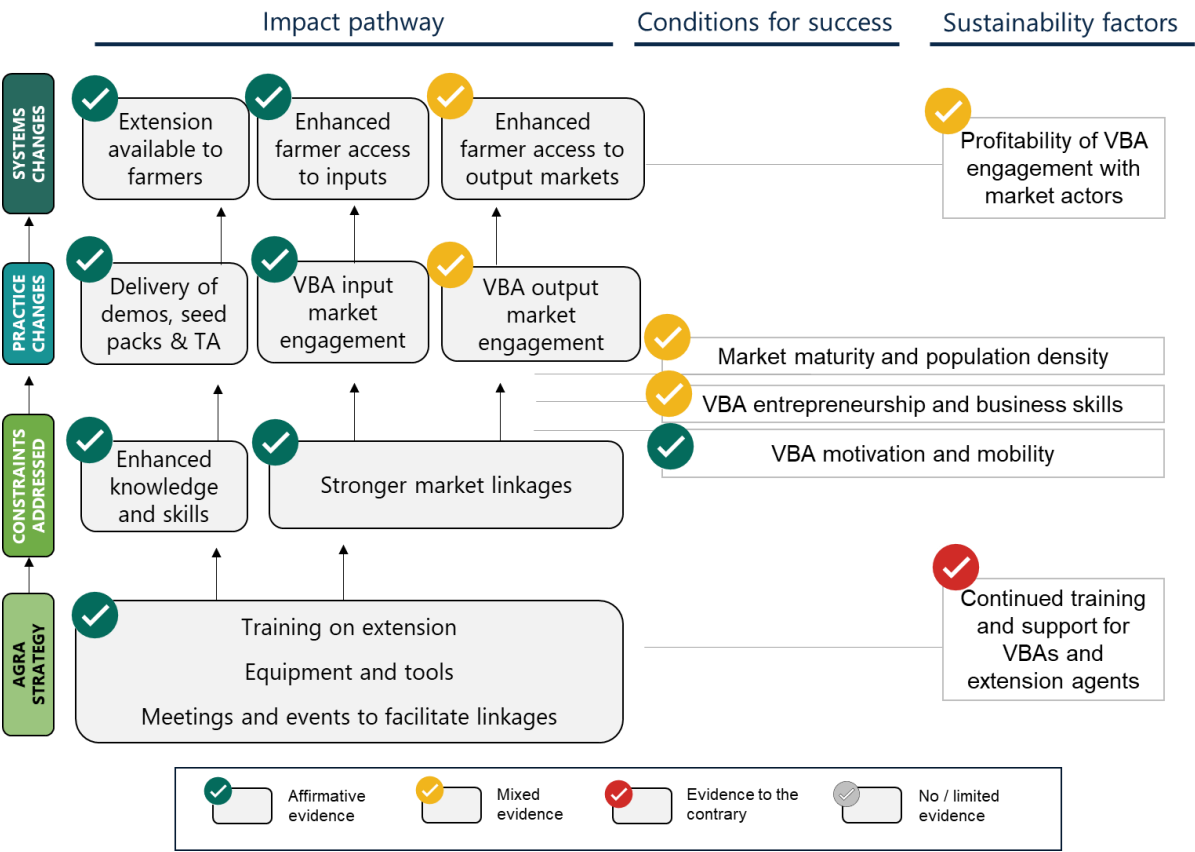 Impact pathway
Conditions for success
Sustainability factors
SYSTEMS
CHANGES
Extension
available to
farmers
Enhanced
farmer access
to inputs
Enhanced
farmer access to
output markets
Profitability of VBA
engagement with
market actors
PRACTICE
CHANGES
Delivery of
demos, seed
packs & TA
VBA input
market
engagement
VBA output
market
engagement
Market maturity and population density
VBA entrepreneurship and business skills
VBA motivation and mobility
CONSTRAINTS
ADDRESSED
Enhanced
knowledge
and skills
Stronger market linkages
AGRA
STRATEGY
Training on extension
Equipment and tools
Meetings and events to facilitate linkages
Continued training
and support for
VBAs and
extension agents
Affirmative
evidence
Mixed
evidence
Evidence to the
contrary
No / limited
evidence